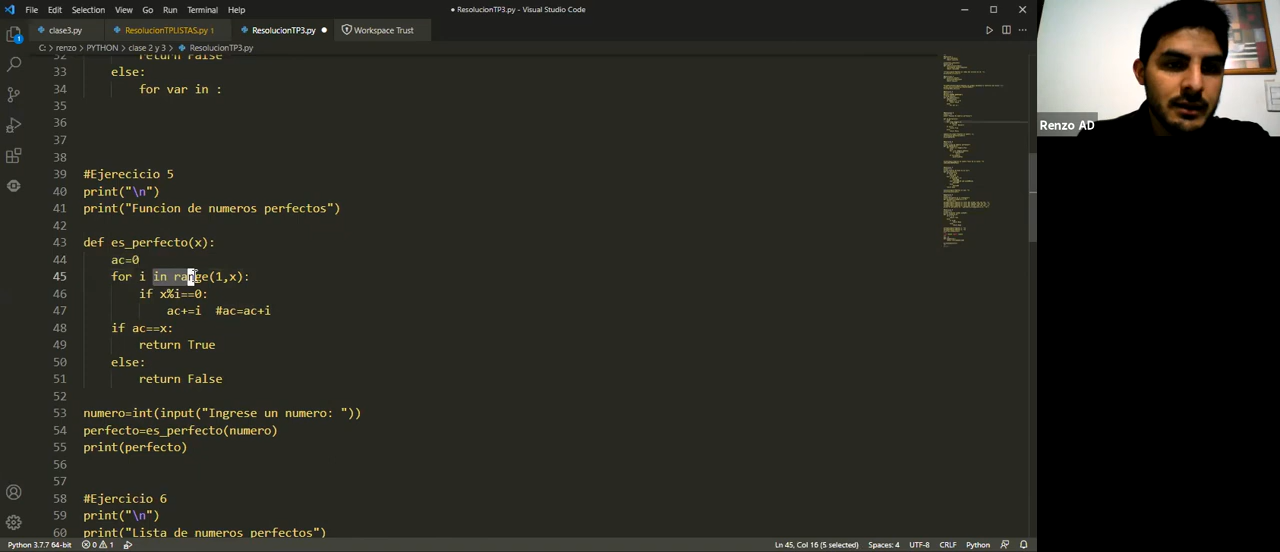 File Edit Selection View Go Run Terminal Help
● ResolucionTP3.py - Visual Studio Code
clase3.py
ResolucionTPLISTAS.py 1
ResolucionTP3.py ●
Workspace Trust
C: > renzo > PYTHON > clase 2 y 3 > ResolucionTP3.py
32 return False
33 else:
34 for var in :
35
36
37
38
39 #Ejerecicio 5
40 print("\n")
41 print("Funcion de numeros perfectos")
42
43 def es_perfecto(x):
44 ac=0
45 for i in range(1,x):
46 if x%i==0:
47 ac+=i #ac=ac+i
48 if ac==x:
49 return True
50 else:
51 return False
52
53 numero=int(input("Ingrese un numero: "))
54 perfecto=es_perfecto(numero)
55 print(perfecto)
56
57
58 #Ejercicio 6
59 print("\n")
60 print("Lista de numeros perfectos")
Python 3.7.7 64-bit 0 1
Ln 45, Col 16 (5 selected) Spaces: 4 UTF-8 CRLF Python
1
Renzo AD